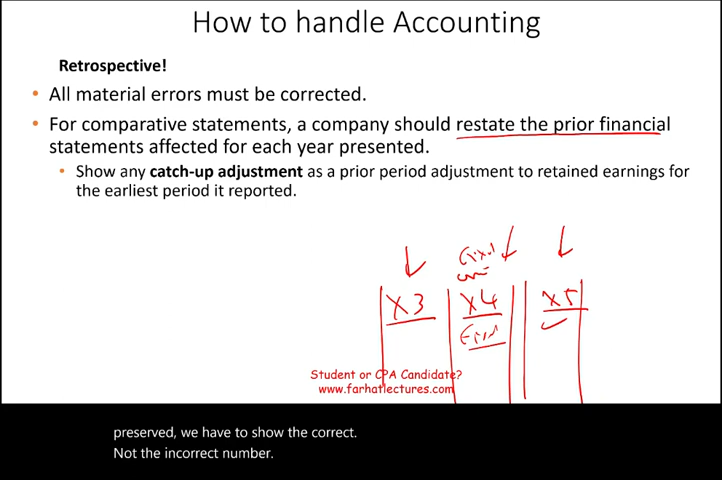 How to handle Accounting
Retrospective!
• All material errors must be corrected.
• For comparative statements, a company should restate the prior financial
statements affected for each year presented.
• Show any catch-up adjustment as a prior period adjustment to retained earnings for
the earliest period it reported.
X3 X4 X5
Student or CPA Candidate?
www.farhatlectures.com
preserved, we have to show the correct.
Not the incorrect number.